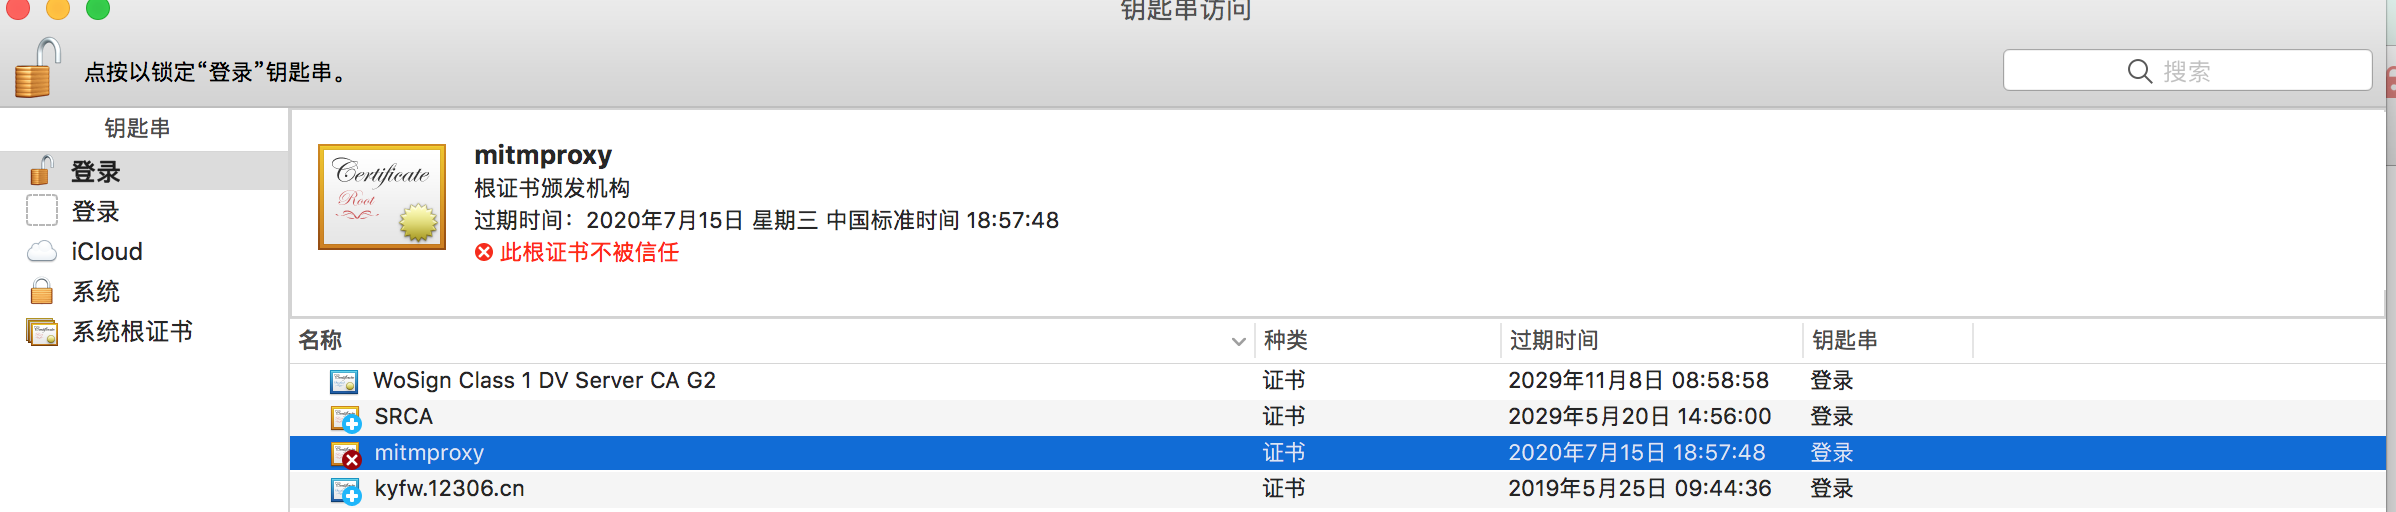 钥匙串访问
点按以锁定“登录”钥匙串。
搜索
钥匙串
登录
登录
iCloud
系统
系统根证书
Certificate
Root
mitmproxy
根证书颁发机构
过期时间：2020年7月15日 星期三 中国标准时间 18:57:48
此根证书不被信任
名称 种类 过期时间 钥匙串
WoSign Class 1 DV Server CA G2 证书 2029年11月8日 08:58:58 登录
SRCA 证书 2029年5月20日 14:56:00 登录
mitmproxy 证书 2020年7月15日 18:57:48 登录
kyfw.12306.cn 证书 2019年5月25日 09:44:36 登录